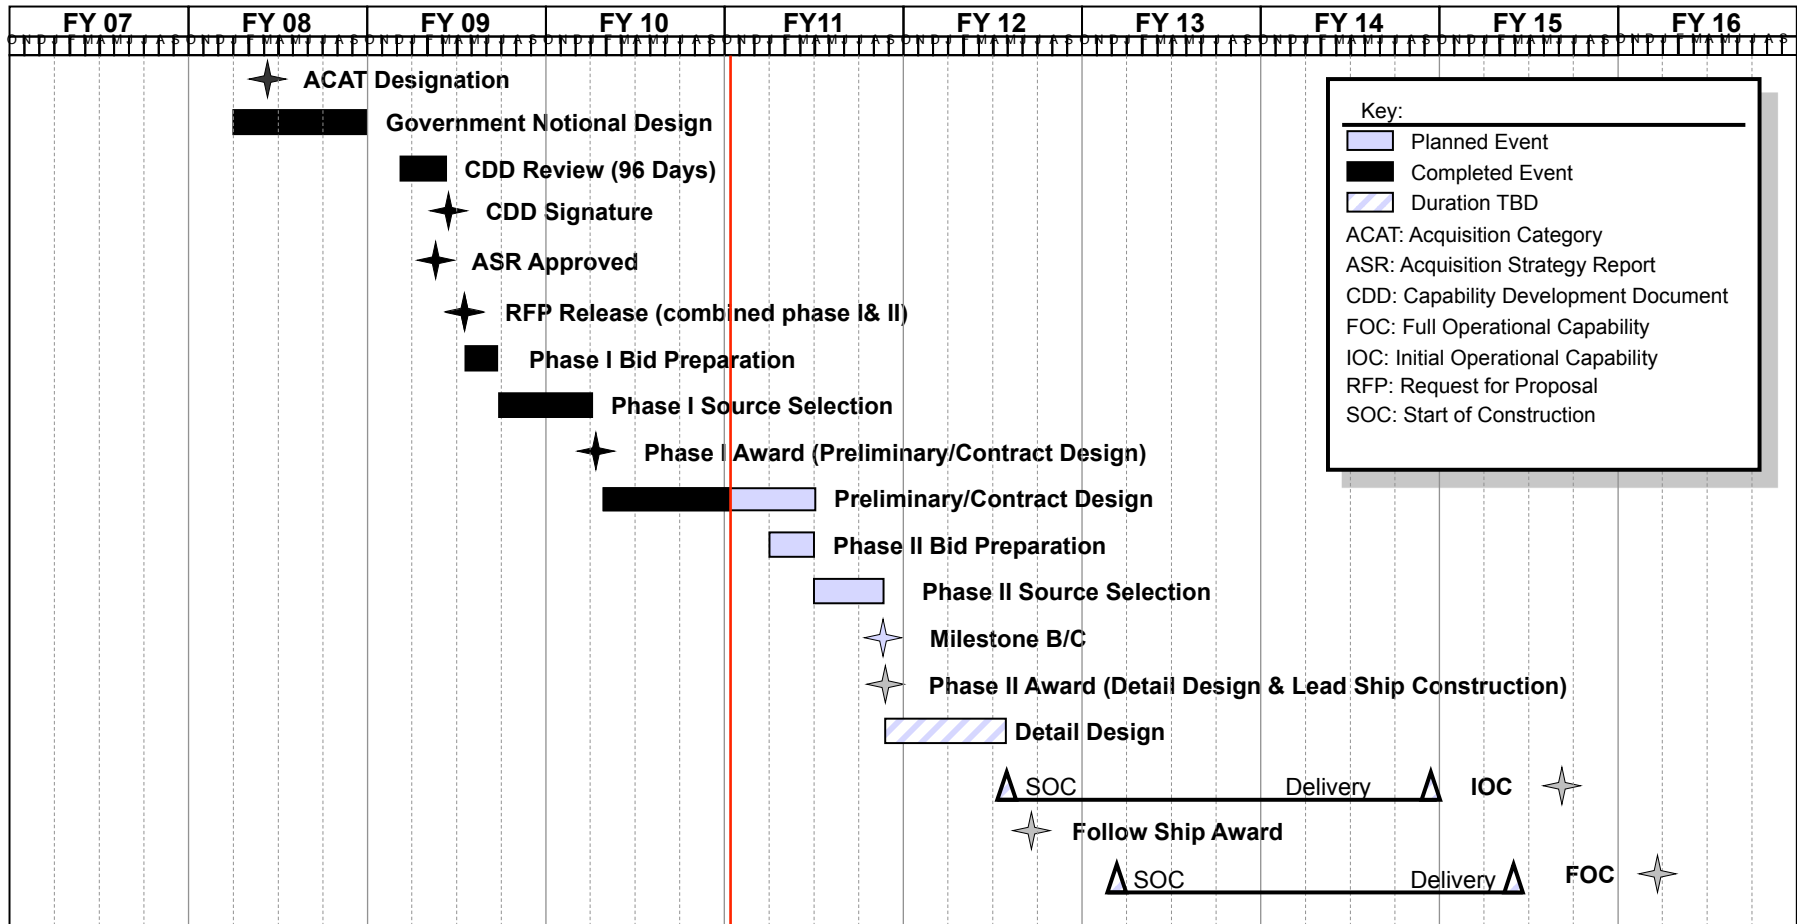 FY 07 FY 08 FY 09 FY 10 FY11 FY 12 FY 13 FY 14 FY 15 FY 16
O N D J F M A M J J A S O N D J F M A M J J A S O N D J F M A M J J A S O N D J F M A M J J A S O N D J F M A M J J A S O N D J F M A M J J A S O N D J F M A M J J A S O N D J F M A M J J A S O N D J F M A M J J A S O N D J F M A M J J A S
ACAT Designation
Government Notional Design
CDD Review (96 Days)
CDD Signature
ASR Approved
RFP Release (combined phase I& II)
Phase I Bid Preparation
Phase I Source Selection
Phase I Award (Preliminary/Contract Design)
Preliminary/Contract Design
Phase II Bid Preparation
Phase II Source Selection
Milestone B/C
Phase II Award (Detail Design & Lead Ship Construction)
Detail Design
SOC Delivery IOC
Follow Ship Award
SOC Delivery FOC
Key:
Planned Event
Completed Event
Duration TBD
ACAT: Acquisition Category
ASR: Acquisition Strategy Report
CDD: Capability Development Document
FOC: Full Operational Capability
IOC: Initial Operational Capability
RFP: Request for Proposal
SOC: Start of Construction